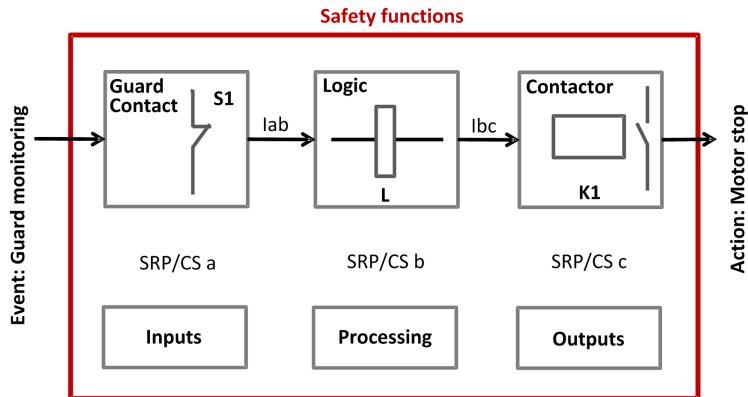 Safety functions
Event: Guard monitoring
Guard
Contact
S1
Iab
Logic
L
Ibc
Contactor
K1
Action: Motor stop
SRP/CS a
SRP/CS b
SRP/CS c
Inputs
Processing
Outputs